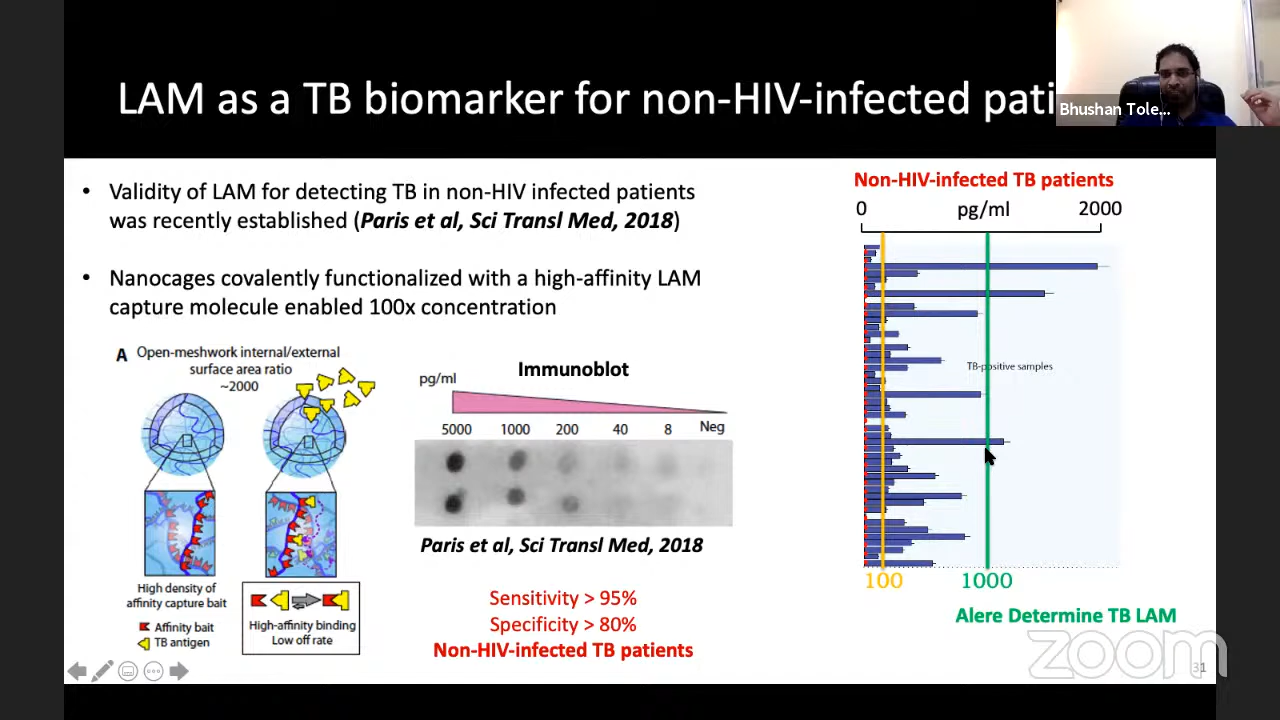 LAM as a TB biomarker for non-HIV-infected pati
Bhushan Tole...
• Validity of LAM for detecting TB in non-HIV infected patients
was recently established (Paris et al, Sci Transl Med, 2018)
• Nanocages covalently functionalized with a high-affinity LAM
capture molecule enabled 100x concentration
A Open-meshwork internal/external
surface area ratio
~2000
High density of
affinity capture bait
Affinity bait
TB antigen
High-affinity binding
Low off rate
Immunoblot
pg/ml
5000 1000 200 40 8 Neg
Paris et al, Sci Transl Med, 2018
Sensitivity > 95%
Specificity > 80%
Non-HIV-infected TB patients
Non-HIV-infected TB patients
0 pg/ml 2000
TB-positive samples
100 1000
Alere Determine TB LAM
zoom
31